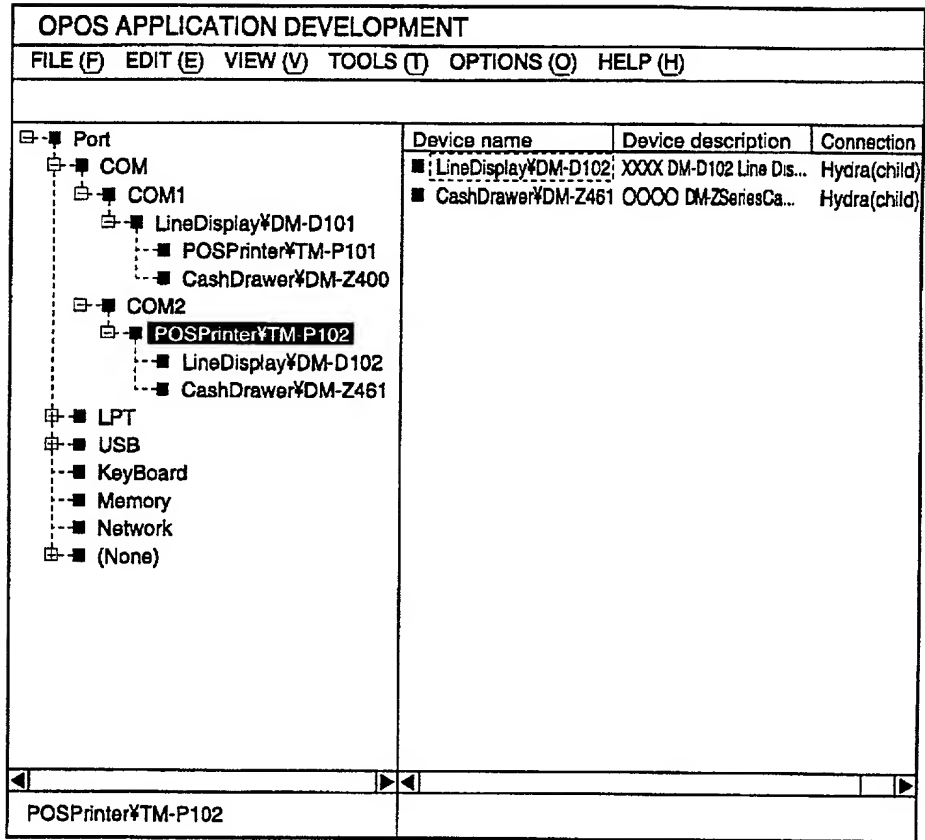 OPOS APPLICATION DEVELOPMENT
FILE (F) EDIT (E) VIEW (V) TOOLS (T) OPTIONS (O) HELP (H)
Port
COM
COM1
LineDisplay¥DM-D101
POSPrinter¥TM-P101
CashDrawer¥DM-Z400
COM2
POSPrinter¥TM-P102
LineDisplay¥DM-D102
CashDrawer¥DM-Z461
LPT
USB
KeyBoard
Memory
Network
(None)
Device name Device description Connection
LineDisplay¥DM-D102 XXXX DM-D102 Line Dis... Hydra(child)
CashDrawer¥DM-Z461 OOOO DM-ZSeriesCa... Hydra(child)
POSPrinter¥TM-P102